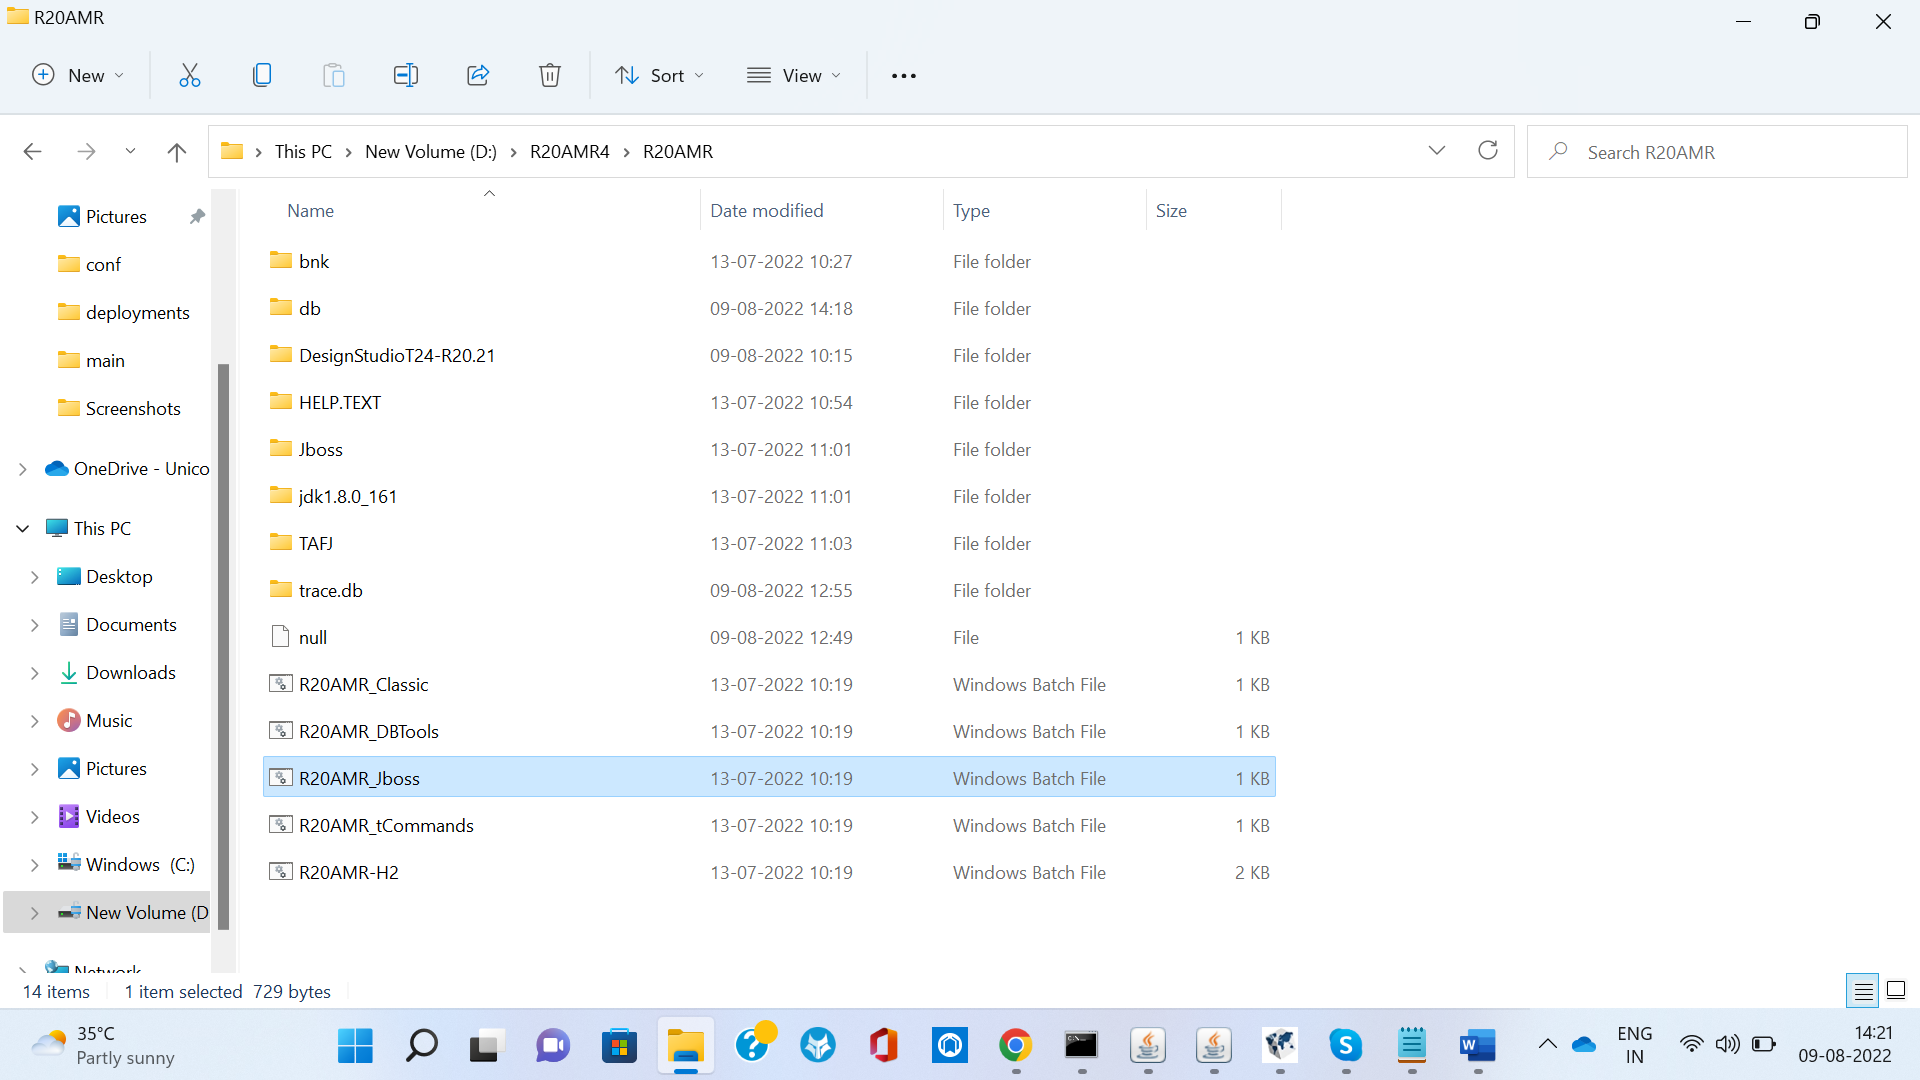 R20AMR
New
Sort
View
This PC
New Volume (D:)
R20AMR4
R20AMR
Search R20AMR
Name
Date modified
Type
Size
Pictures
conf
deployments
main
Screenshots
OneDrive - Unico
This PC
Desktop
Documents
Downloads
Music
Pictures
Videos
Windows (C:)
New Volume (D
Network
bnk 13-07-2022 10:27 File folder
db 09-08-2022 14:18 File folder
DesignStudioT24-R20.21 09-08-2022 10:15 File folder
HELP.TEXT 13-07-2022 10:54 File folder
Jboss 13-07-2022 11:01 File folder
jdk1.8.0_161 13-07-2022 11:01 File folder
TAFJ 13-07-2022 11:03 File folder
trace.db 09-08-2022 12:55 File folder
null 09-08-2022 12:49 File 1 KB
R20AMR_Classic 13-07-2022 10:19 Windows Batch File 1 KB
R20AMR_DBTools 13-07-2022 10:19 Windows Batch File 1 KB
R20AMR_Jboss 13-07-2022 10:19 Windows Batch File 1 KB
R20AMR_tCommands 13-07-2022 10:19 Windows Batch File 1 KB
R20AMR-H2 13-07-2022 10:19 Windows Batch File 2 KB
14 items
1 item selected 729 bytes
35°C
Partly sunny
ENG
IN
14:21
09-08-2022